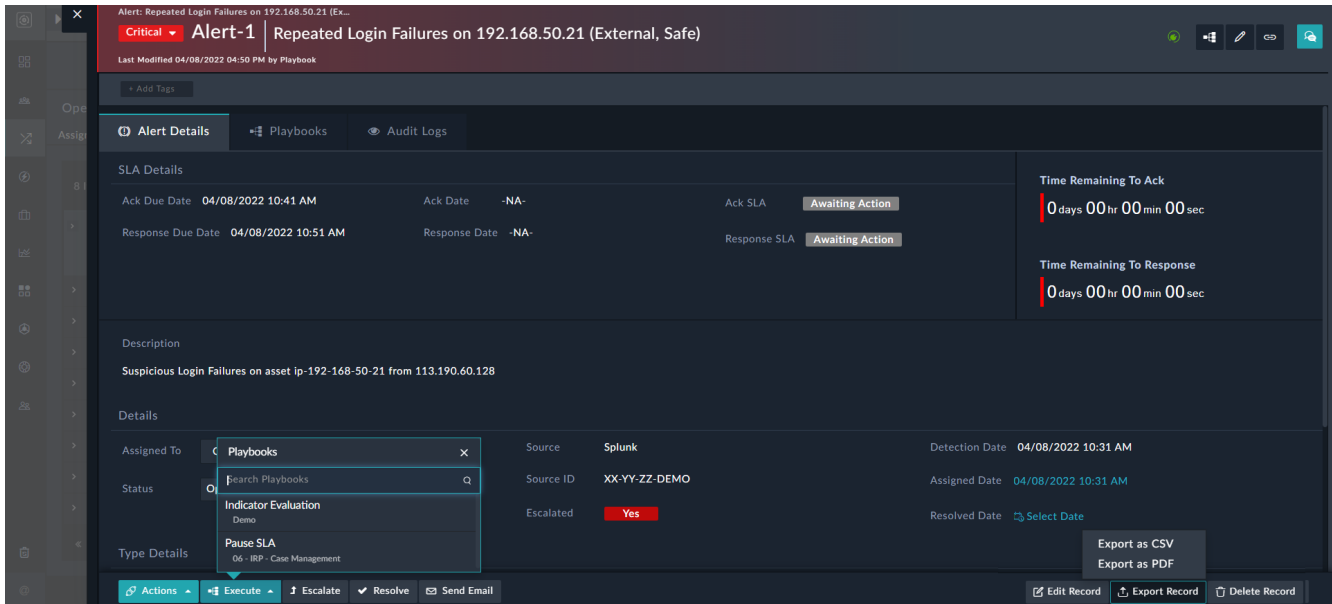 Alert: Repeated Login Failures on 192.168.50.21 (Ex...
Critical Alert-1 Repeated Login Failures on 192.168.50.21 (External, Safe)
Last Modified 04/08/2022 04:50 PM by Playbook
+ Add Tags
Ope
Assig
8 I
Alert Details Playbooks Audit Logs
SLA Details
Ack Due Date 04/08/2022 10:41 AM Ack Date -NA- Ack SLA Awaiting Action
Response Due Date 04/08/2022 10:51 AM Response Date -NA- Response SLA Awaiting Action
Time Remaining To Ack
0 days 00 hr 00 min 00 sec
Time Remaining To Response
0 days 00 hr 00 min 00 sec
Description
Suspicious Login Failures on asset ip-192-168-50-21 from 113.190.60.128
Details
Assigned To Source Splunk Detection Date 04/08/2022 10:31 AM
Status Source ID XX-YY-ZZ-DEMO Assigned Date 04/08/2022 10:31 AM
Escalated Yes Resolved Date Select Date
Playbooks
Search Playbooks
Indicator Evaluation
Demo
Pause SLA
06 - IRP - Case Management
Type Details
Export as CSV
Export as PDF
Actions Execute Escalate Resolve Send Email Edit Record Export Record Delete Record